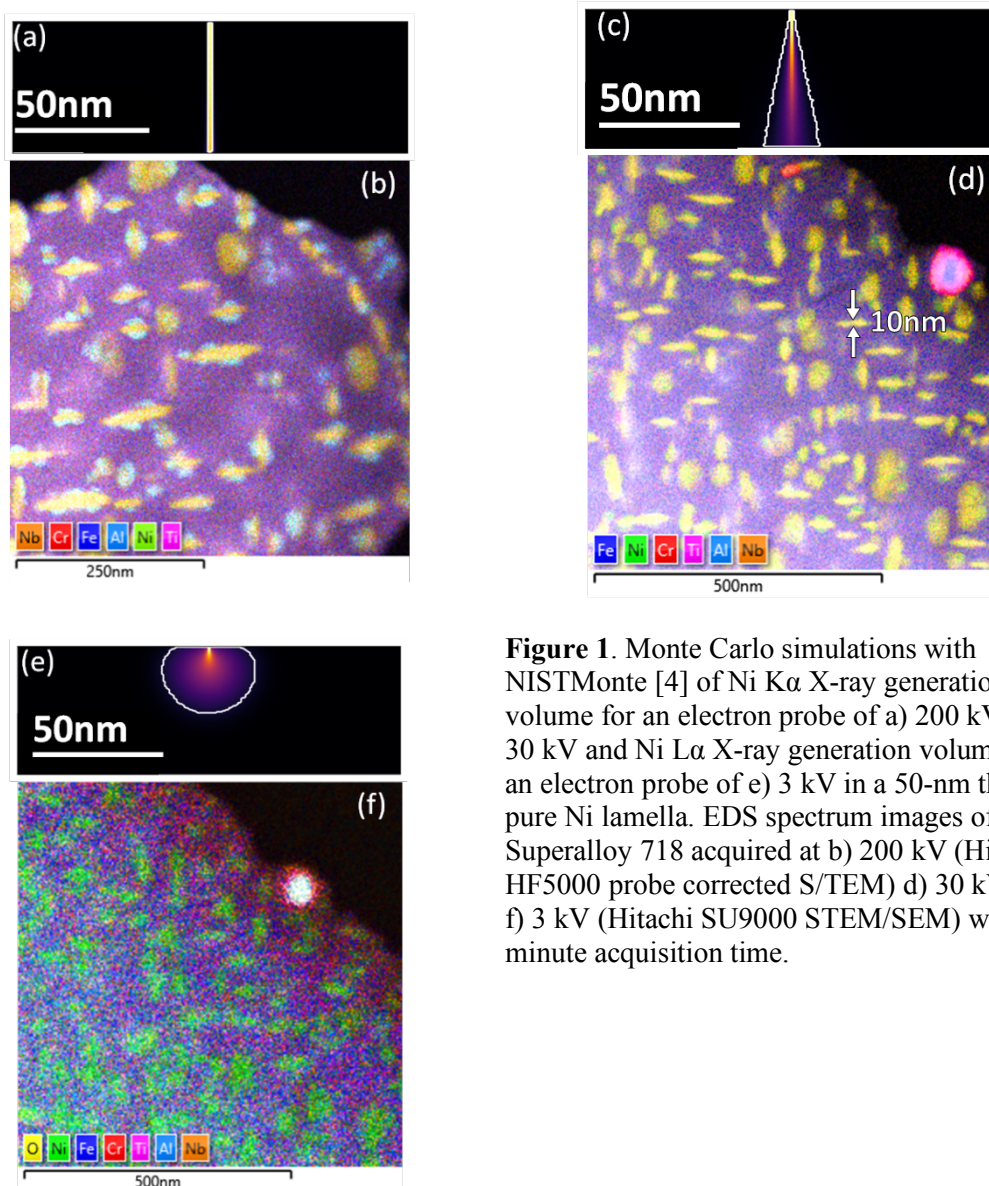 (a)
50nm
(b)
Nb Cr Fe Al Ni Ti
250nm
(c)
50nm
(d)
10nm
Fe Ni Cr Ti Al Nb
500nm
(e)
50nm
(f)
O Ni Fe Cr Ti Al Nb
500nm
Figure 1. Monte Carlo simulations with
NISTMonte [4] of Ni Kα X-ray generatio
volume for an electron probe of a) 200 kV
30 kV and Ni Lα X-ray generation volum
an electron probe of e) 3 kV in a 50-nm th
pure Ni lamella. EDS spectrum images of
Superalloy 718 acquired at b) 200 kV (Hi
HF5000 probe corrected S/TEM) d) 30 kV
f) 3 kV (Hitachi SU9000 STEM/SEM) w
minute acquisition time.